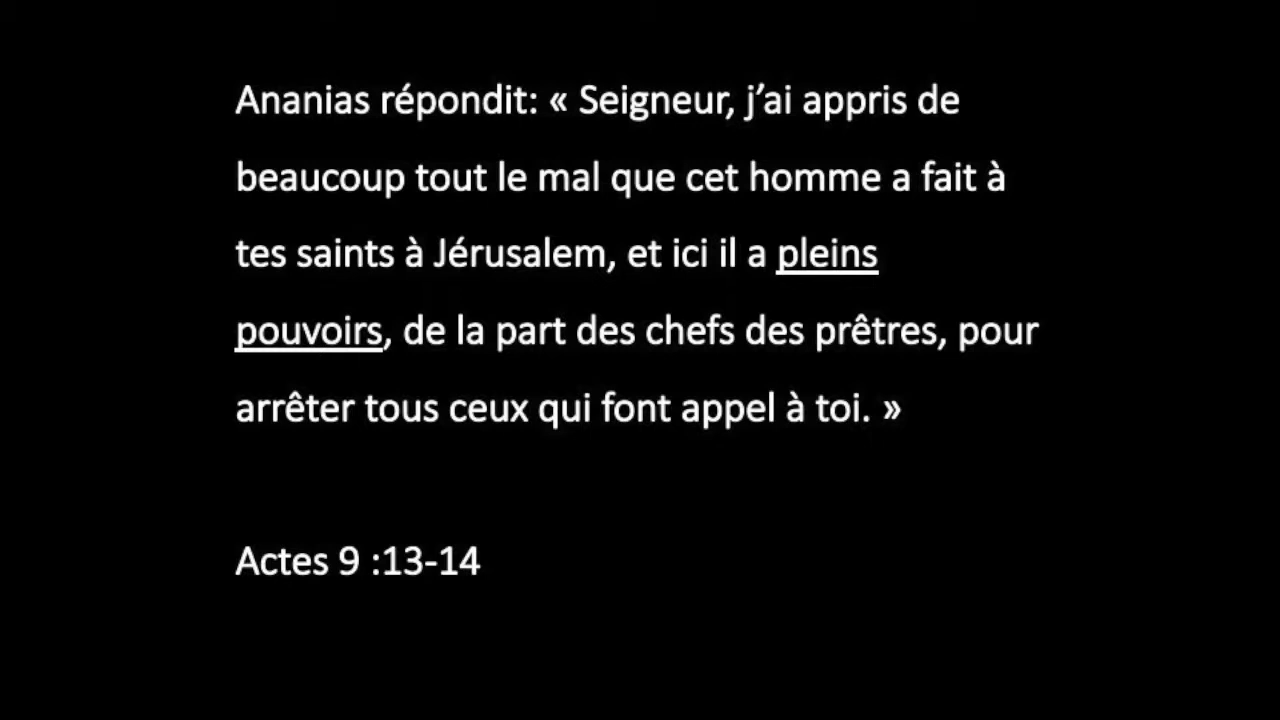 Ananias répondit: « Seigneur, j’ai appris de
beaucoup tout le mal que cet homme a fait à
tes saints à Jérusalem, et ici il a pleins
pouvoirs, de la part des chefs des prêtres, pour
arrêter tous ceux qui font appel à toi. »
Actes 9 :13-14